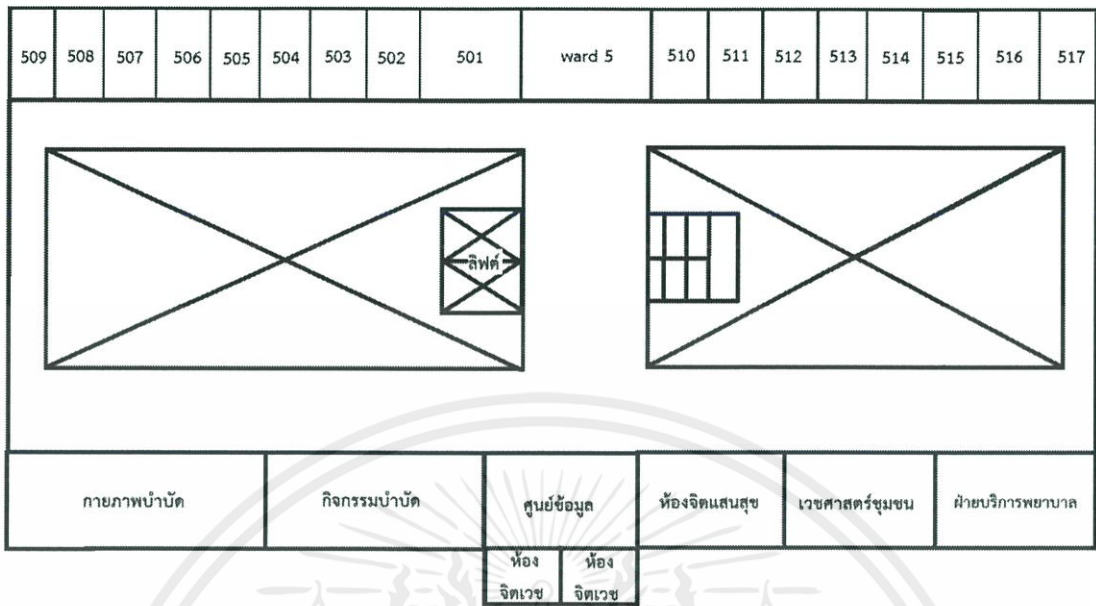 509 508 507 506 505 504 503 502 501 ward 5 510 511 512 513 514 515 516 517
ลิฟต์
กายภาพบำบัด กิจกรรมบำบัด ศูนย์ข้อมูล ห้องจิตแสนสุข เวชศาสตร์ชุมชน ฝ่ายบริการพยาบาล
ห้อง ห้อง
จิตเวช จิตเวช